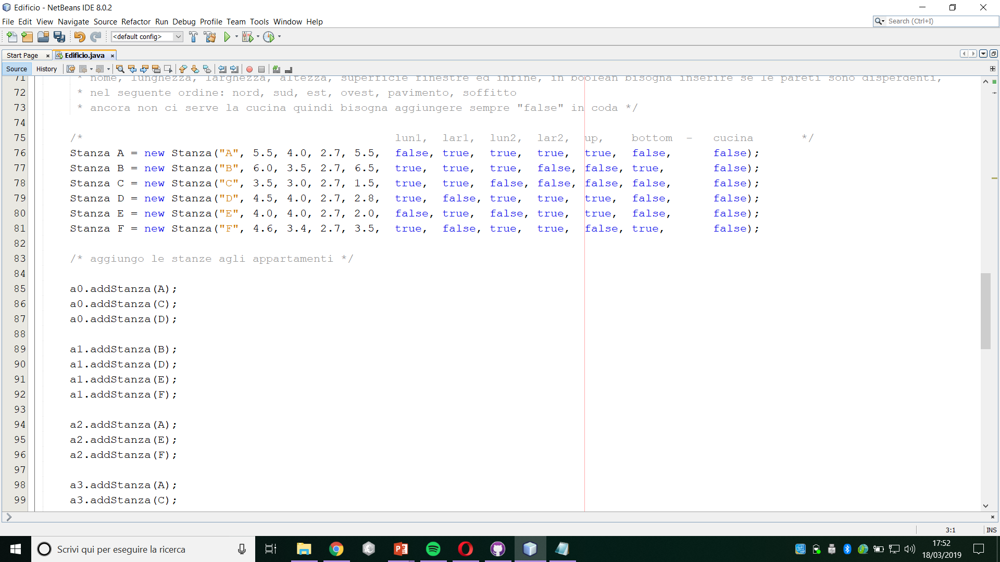 Edificio - NetBeans IDE 8.0.2
File Edit View Navigate Source Refactor Run Debug Profile Team Tools Window Help
Search (Ctrl+I)
<default config>
Start Page
Edificio.java
Source History
71 * nome, lunghezza, larghezza, altezza, superficie finestre ed infine, in boolean bisogna inserire se le pareti sono disperdenti,
72 * nel seguente ordine: nord, sud, est, ovest, pavimento, soffitto
73 * ancora non ci serve la cucina quindi bisogna aggiungere sempre "false" in coda */
74
75 /* lun1, lar1, lun2, lar2, up, bottom - cucina */
76 Stanza A = new Stanza("A", 5.5, 4.0, 2.7, 5.5, false, true, true, true, true, false, false);
77 Stanza B = new Stanza("B", 6.0, 3.5, 2.7, 6.5, true, true, true, false, false, true, false);
78 Stanza C = new Stanza("C", 3.5, 3.0, 2.7, 1.5, true, true, false, false, false, false, false);
79 Stanza D = new Stanza("D", 4.5, 4.0, 2.7, 2.8, true, false, true, true, true, false, false);
80 Stanza E = new Stanza("E", 4.0, 4.0, 2.7, 2.0, false, true, false, true, true, false, false);
81 Stanza F = new Stanza("F", 4.6, 3.4, 2.7, 3.5, true, false, true, true, false, true, false);
82
83 /* aggiungo le stanze agli appartamenti */
84
85 a0.addStanza(A);
86 a0.addStanza(C);
87 a0.addStanza(D);
88
89 a1.addStanza(B);
90 a1.addStanza(D);
91 a1.addStanza(E);
92 a1.addStanza(F);
93
94 a2.addStanza(A);
95 a2.addStanza(E);
96 a2.addStanza(F);
97
98 a3.addStanza(A);
99 a3.addStanza(C);
3:1 INS
Scrivi qui per eseguire la ricerca
17:52
18/03/2019